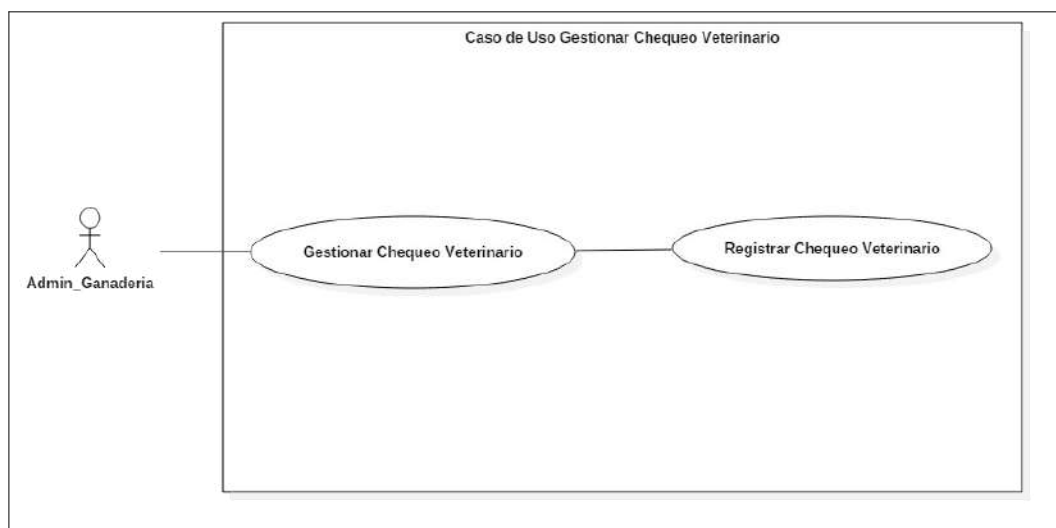 Caso de Uso Gestionar Chequeo Veterinario
Admin_Ganaderia
Gestionar Chequeo Veterinario
Registrar Chequeo Veterinario